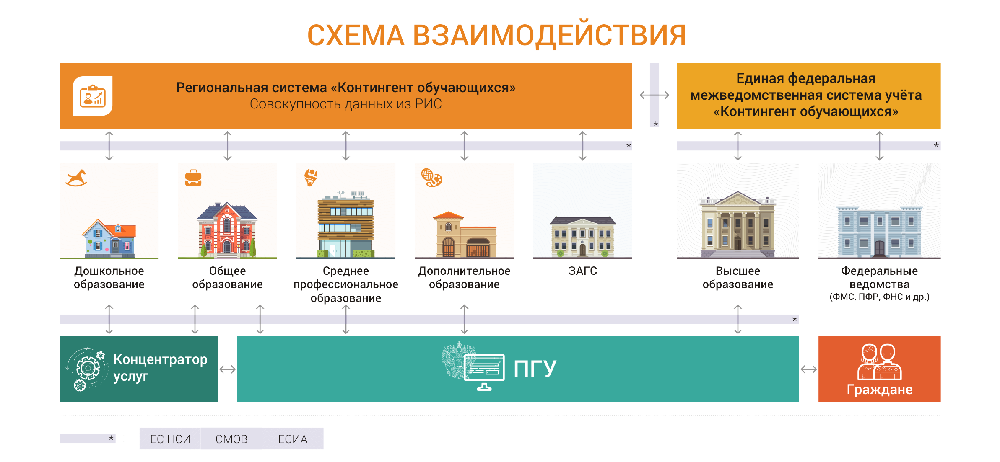 СХЕМА ВЗАИМОДЕЙСТВИЯ
Региональная система «Контингент обучающихся»
Совокупность данных из РИС
*
Единая федеральная
межведомственная система учёта
«Контингент обучающихся»
*
*
Дошкольное
образование
Общее
образование
Среднее
профессиональное
образование
Дополнительное
образование
ЗАГС
Высшее
образование
Федеральные
ведомства
(ФМС, ПФР, ФНС и др.)
*
Концентратор
услуг
ПГУ
Граждане
* : ЕС НСИ СМЭВ ЕСИА